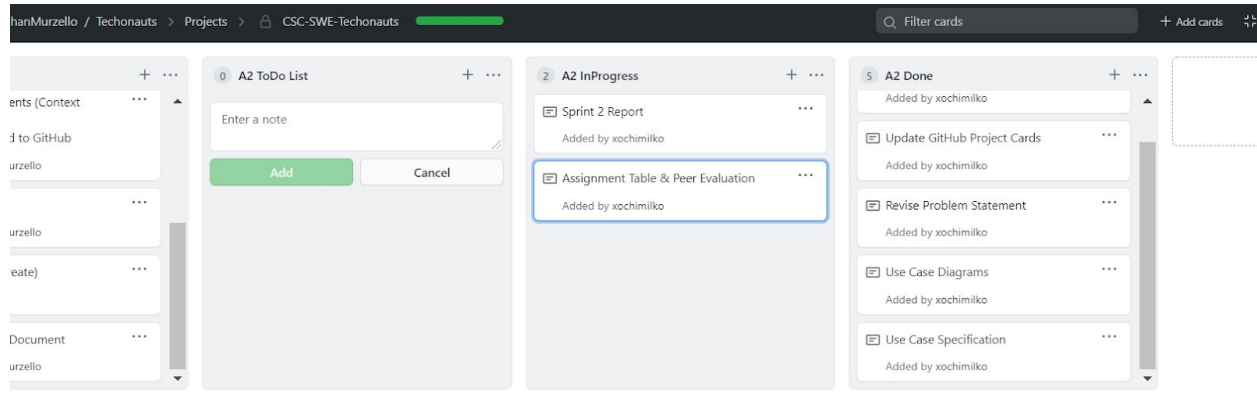 hanMurzello / Techonauts > Projects > CSC-SWE-Techonauts
Filter cards
+ Add cards
ents (Context
d to GitHub
urzello
urzello
reate)
Document
urzello
0 A2 ToDo List
Enter a note
Add Cancel
2 A2 InProgress
Sprint 2 Report
Added by xochimilko
Assignment Table & Peer Evaluation
Added by xochimilko
5 A2 Done
Added by xochimilko
Update GitHub Project Cards
Added by xochimilko
Revise Problem Statement
Added by xochimilko
Use Case Diagrams
Added by xochimilko
Use Case Specification
Added by xochimilko